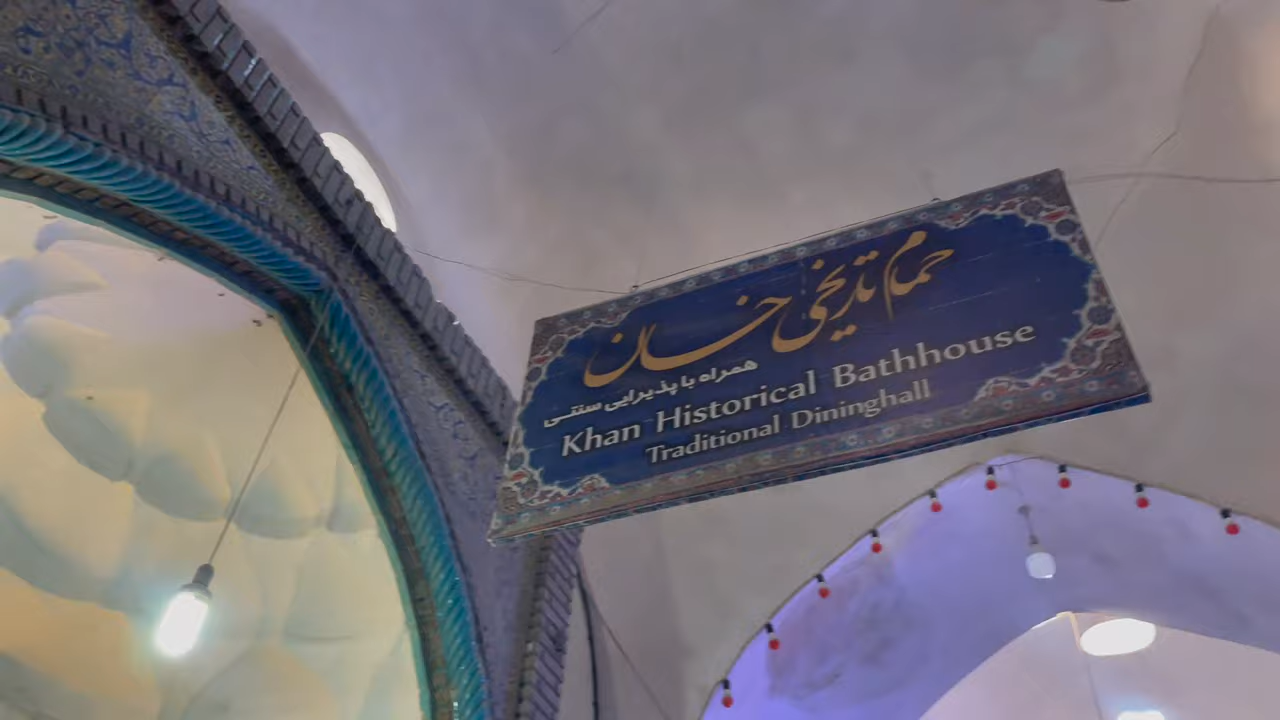 حمام تاریخی خان
همراه با پذیرایی سنتی
Khan Historical Bathhouse
Traditional Dininghall